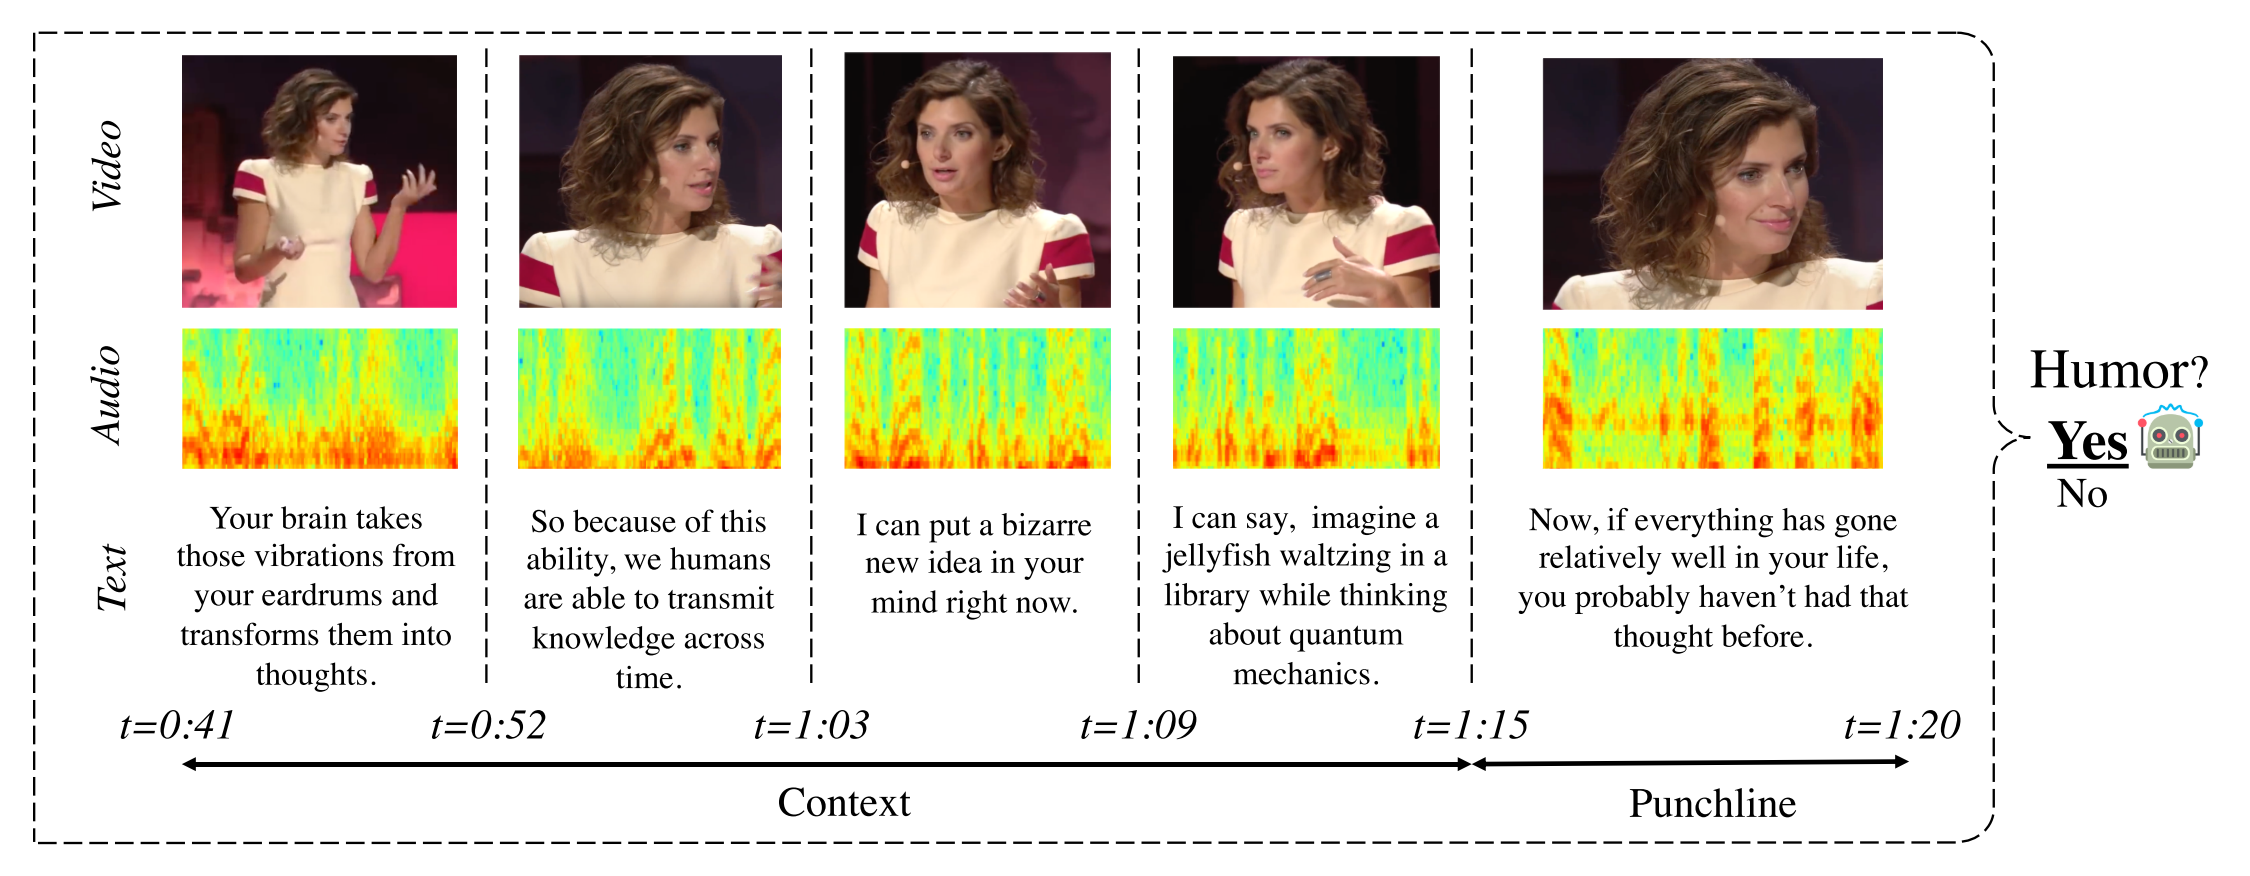 Video
Audio
Text
Your brain takes
those vibrations from
your eardrums and
transforms them into
thoughts.
So because of this
ability, we humans
are able to transmit
knowledge across
time.
I can put a bizarre
new idea in your
mind right now.
I can say, imagine a
jellyfish waltzing in a
library while thinking
about quantum
mechanics.
Now, if everything has gone
relatively well in your life,
you probably haven't had that
thought before.
t=0:41
t=0:52
t=1:03
t=1:09
t=1:15
t=1:20
Context
Punchline
Humor?
Yes
No